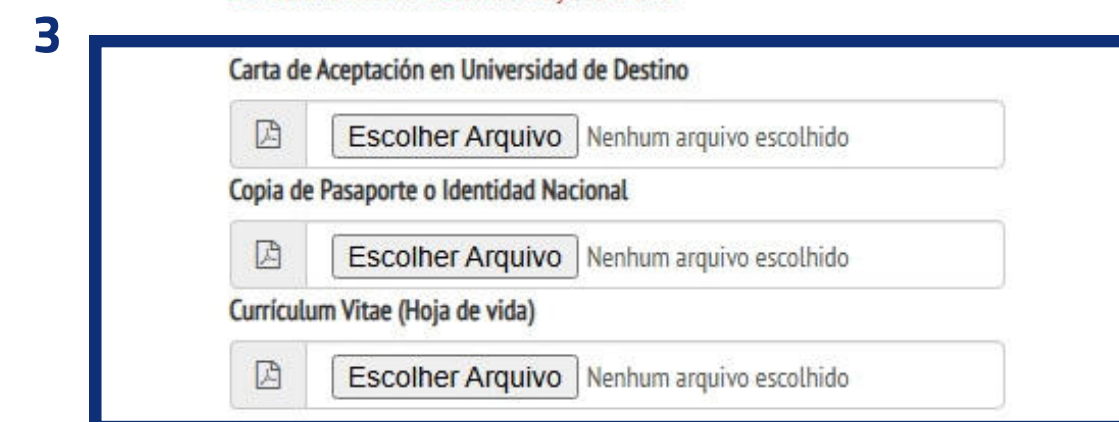 3
Carta de Aceptación en Universidad de Destino
Escolher Arquivo Nenhum arquivo escolhido
Copia de Pasaporte o Identidad Nacional
Escolher Arquivo Nenhum arquivo escolhido
Currículum Vitae (Hoja de vida)
Escolher Arquivo Nenhum arquivo escolhido